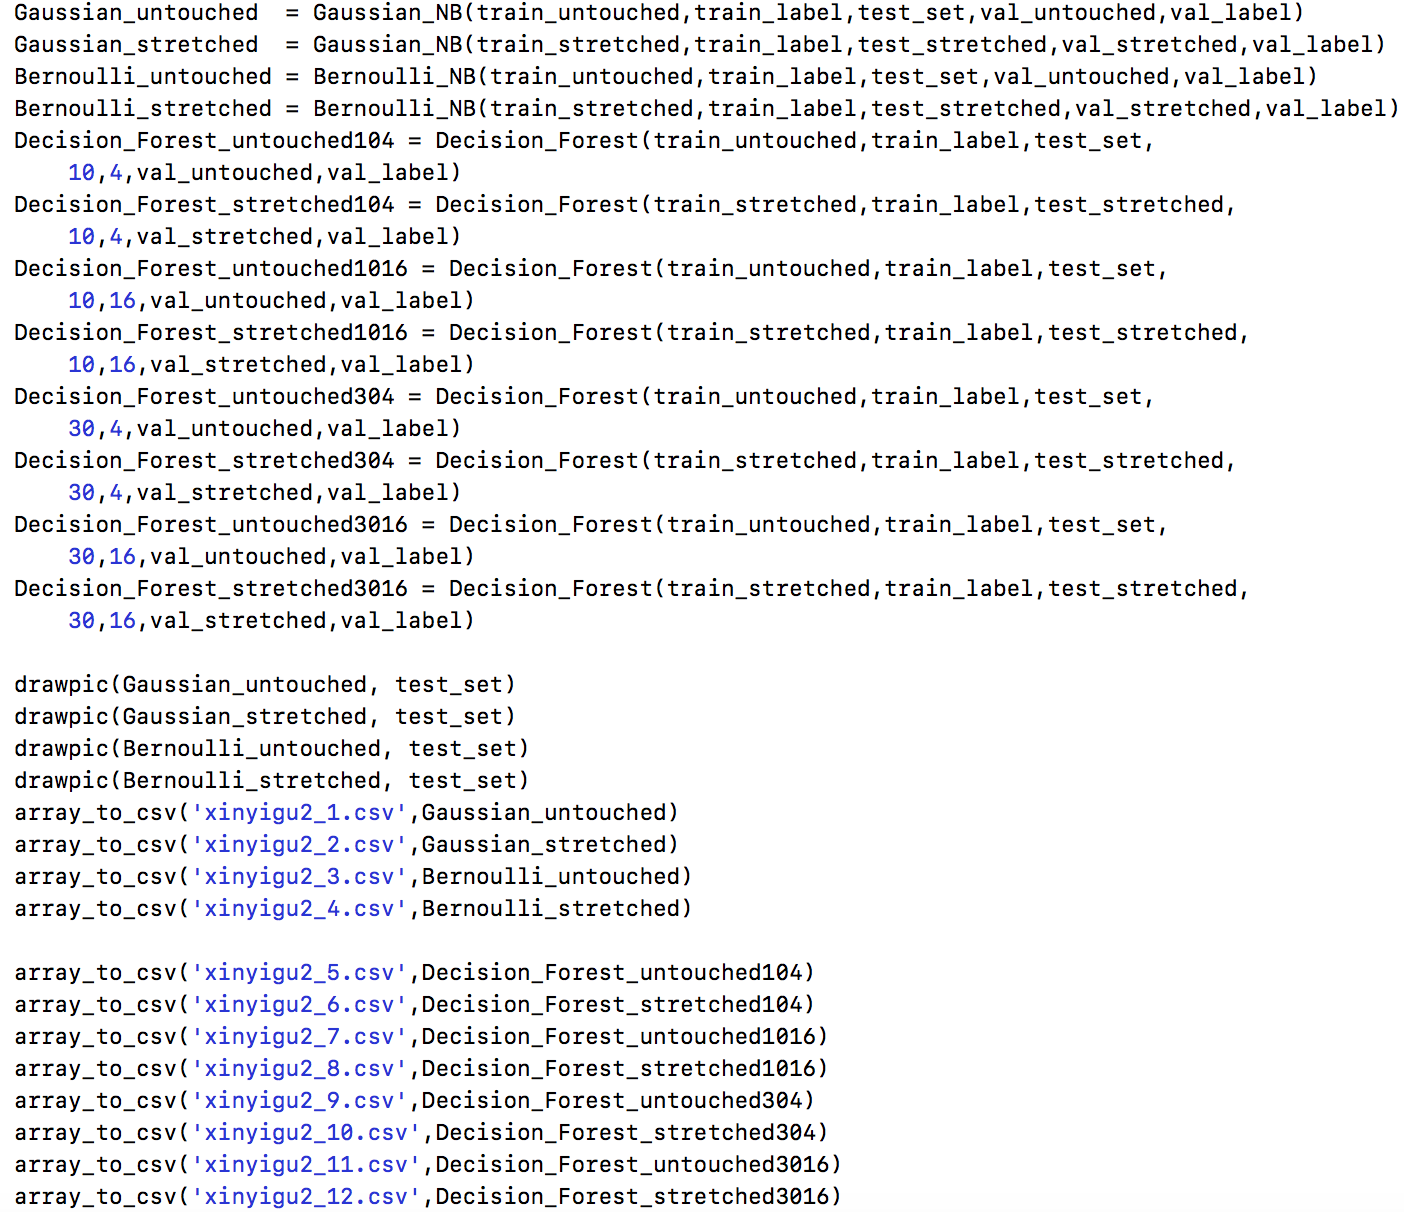 Gaussian_untouched  = Gaussian_NB(train_untouched,train_label,test_set,val_untouched,val_label)
Gaussian_stretched  = Gaussian_NB(train_stretched,train_label,test_stretched,val_stretched,val_label)
Bernoulli_untouched = Bernoulli_NB(train_untouched,train_label,test_set,val_untouched,val_label)
Bernoulli_stretched = Bernoulli_NB(train_stretched,train_label,test_stretched,val_stretched,val_label)
Decision_Forest_untouched104 = Decision_Forest(train_untouched,train_label,test_set,
    10,4,val_untouched,val_label)
Decision_Forest_stretched104 = Decision_Forest(train_stretched,train_label,test_stretched,
    10,4,val_stretched,val_label)
Decision_Forest_untouched1016 = Decision_Forest(train_untouched,train_label,test_set,
    10,16,val_untouched,val_label)
Decision_Forest_stretched1016 = Decision_Forest(train_stretched,train_label,test_stretched,
    10,16,val_stretched,val_label)
Decision_Forest_untouched304 = Decision_Forest(train_untouched,train_label,test_set,
    30,4,val_untouched,val_label)
Decision_Forest_stretched304 = Decision_Forest(train_stretched,train_label,test_stretched,
    30,4,val_stretched,val_label)
Decision_Forest_untouched3016 = Decision_Forest(train_untouched,train_label,test_set,
    30,16,val_untouched,val_label)
Decision_Forest_stretched3016 = Decision_Forest(train_stretched,train_label,test_stretched,
    30,16,val_stretched,val_label)

drawpic(Gaussian_untouched, test_set)
drawpic(Gaussian_stretched, test_set)
drawpic(Bernoulli_untouched, test_set)
drawpic(Bernoulli_stretched, test_set)
array_to_csv('xinyigu2_1.csv',Gaussian_untouched)
array_to_csv('xinyigu2_2.csv',Gaussian_stretched)
array_to_csv('xinyigu2_3.csv',Bernoulli_untouched)
array_to_csv('xinyigu2_4.csv',Bernoulli_stretched)

array_to_csv('xinyigu2_5.csv',Decision_Forest_untouched104)
array_to_csv('xinyigu2_6.csv',Decision_Forest_stretched104)
array_to_csv('xinyigu2_7.csv',Decision_Forest_untouched1016)
array_to_csv('xinyigu2_8.csv',Decision_Forest_stretched1016)
array_to_csv('xinyigu2_9.csv',Decision_Forest_untouched304)
array_to_csv('xinyigu2_10.csv',Decision_Forest_stretched304)
array_to_csv('xinyigu2_11.csv',Decision_Forest_untouched3016)
array_to_csv('xinyigu2_12.csv',Decision_Forest_stretched3016)